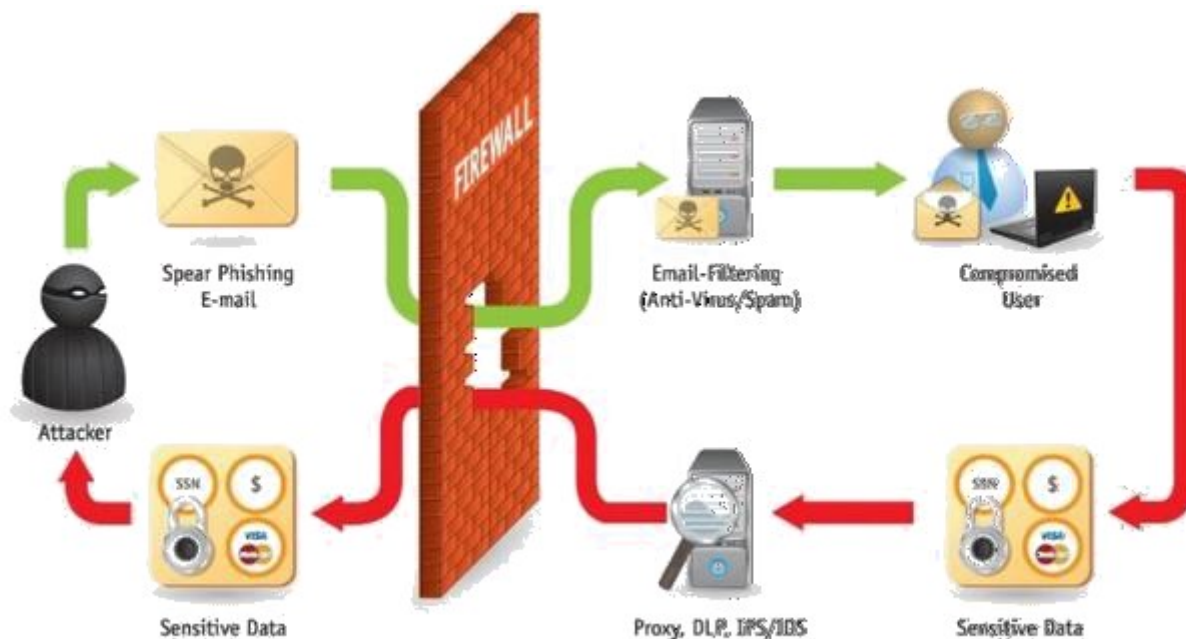 FIREWALL
Spear Phishing
E-mail
Email-Filtering
(Anti-Virus/Spam)
Compromised
User
Attacker
SSN
$
VISA
SSN
$
VISA
Sensitive Data
Proxy, DLP, IPS/IDS
Sensitive Data